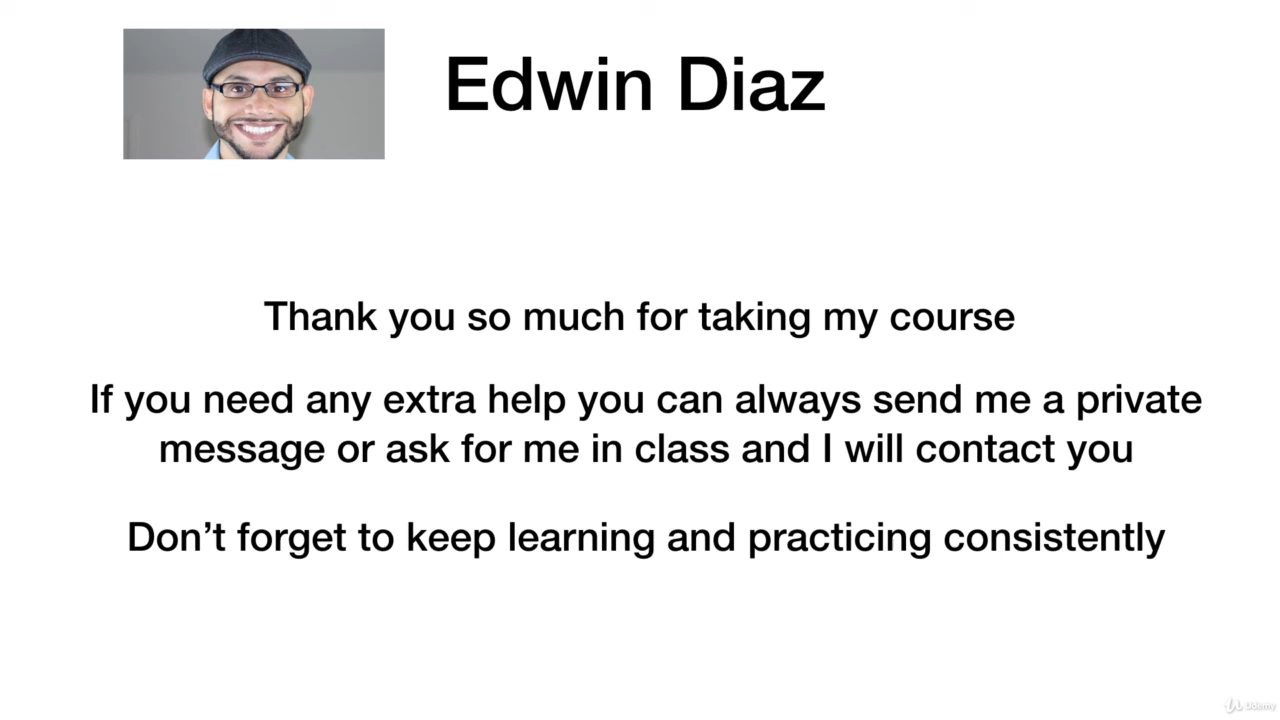 Edwin Diaz
Thank you so much for taking my course
If you need any extra help you can always send me a private
message or ask for me in class and I will contact you
Don’t forget to keep learning and practicing consistently
Udemy